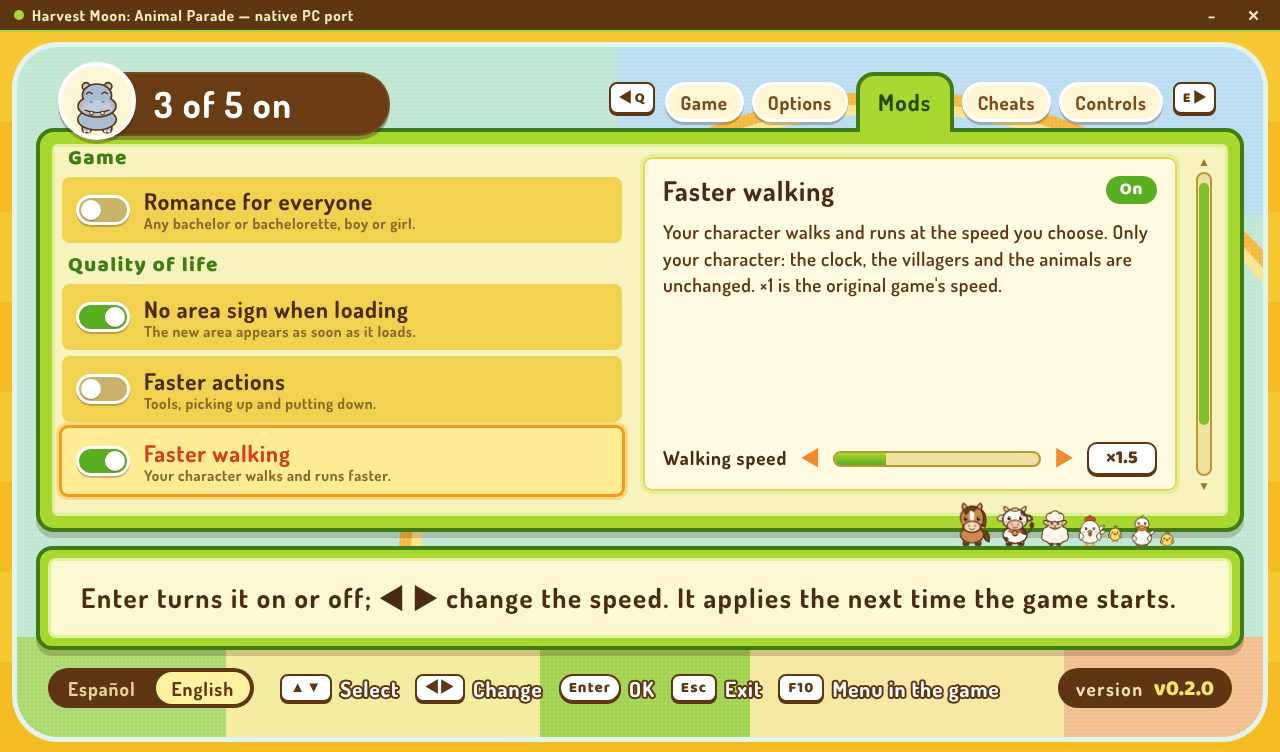 Harvest Moon: Animal Parade — native PC port
3 of 5 on
Q
Game
Options
Mods
Cheats
Controls
E
Game
Romance for everyone
Any bachelor or bachelorette, boy or girl.
Quality of life
No area sign when loading
The new area appears as soon as it loads.
Faster actions
Tools, picking up and putting down.
Faster walking
Your character walks and runs faster.
Faster walking
On
Your character walks and runs at the speed you choose. Only
your character: the clock, the villagers and the animals are
unchanged. ×1 is the original game's speed.
Walking speed
×1.5
Enter turns it on or off; ◀ ▶ change the speed. It applies the next time the game starts.
Español
English
▲▼ Select
◀▶ Change
Enter OK
Esc Exit
F10 Menu in the game
version v0.2.0